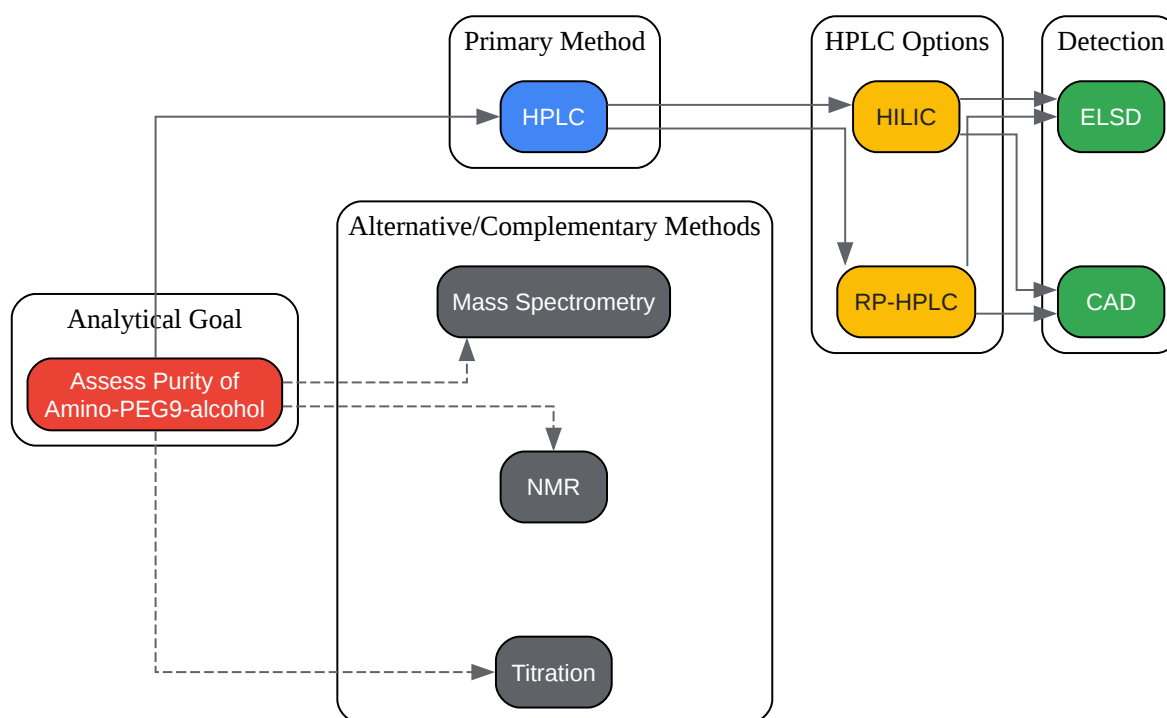 Primary Method
HPLC Options
Detection
HPLC
HILIC
ELSD
Alternative/Complementary Methods
Mass Spectrometry
RP-HPLC
CAD
Analytical Goal
Assess Purity of
Amino-PEG9-alcohol
NMR
Titration